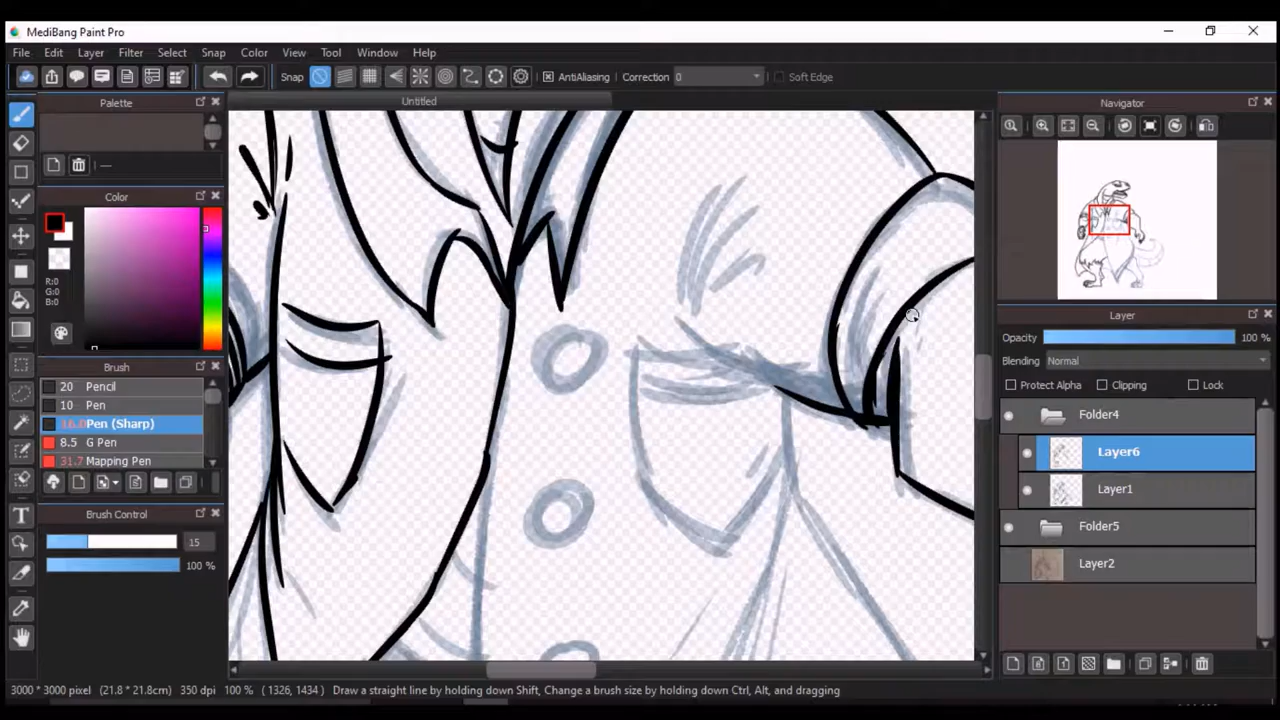 MediBang Paint Pro
File Edit Layer Filter Select Snap Color View Tool Window Help
Snap AntiAliasing Correction 0 Soft Edge
Palette
Untitled
Navigator
Color
R:0
G:0
B:0
Brush
20 Pencil
10 Pen
16.0 Pen (Sharp)
8.5 G Pen
31.7 Mapping Pen
Brush Control
15
100 %
Layer
Opacity 100 %
Blending Normal
Protect Alpha Clipping Lock
Folder4
Layer6
Layer1
Folder5
Layer2
3000 * 3000 pixel (21.8 * 21.8cm) 350 dpi 100 % ( 1326, 1434 ) Draw a straight line by holding down Shift, Change a brush size by holding down Ctrl, Alt, and dragging